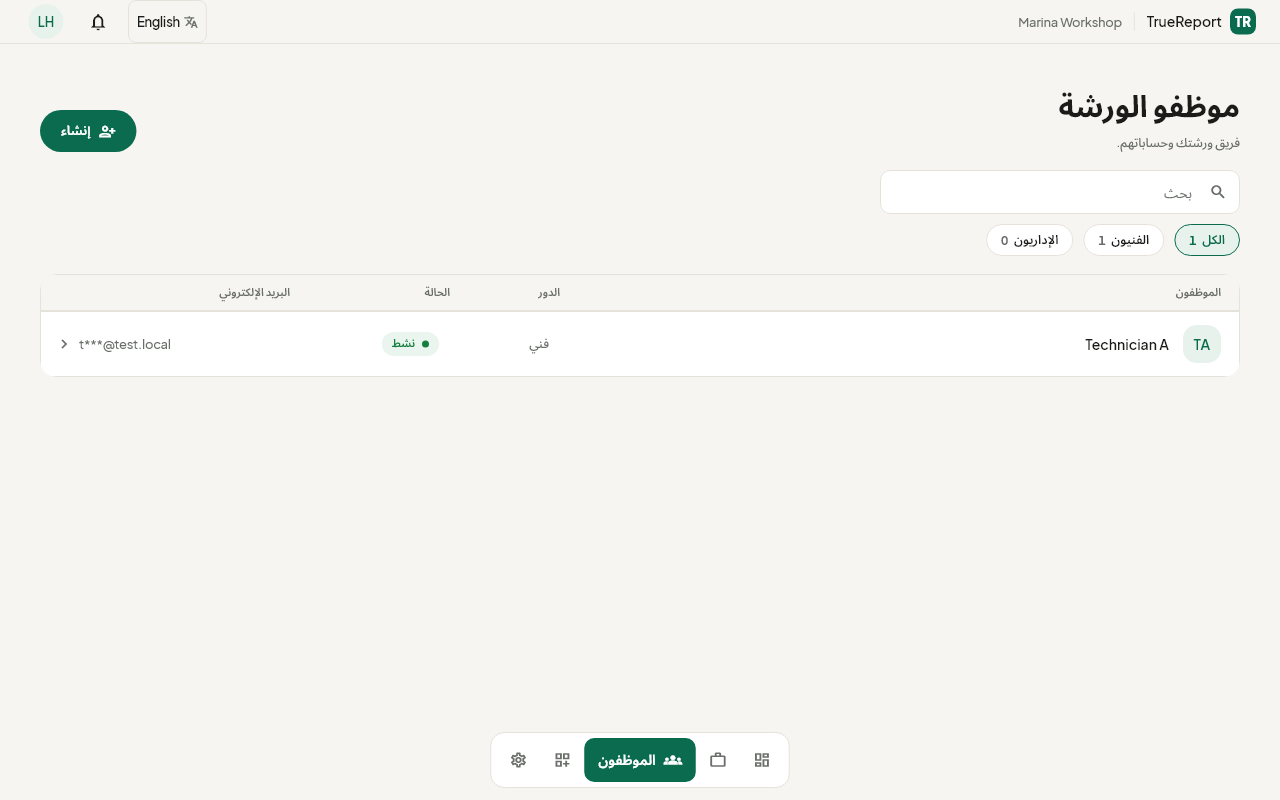 TR TrueReport Marina Workshop English LH
موظفو الورشة
فريق ورشتك وحساباتهم.
إنشاء
بحث
الكل 1 الفنيون 1 الإداريون 0
الموظفون الدور الحالة البريد الإلكتروني
TA Technician A فني نشط t***@test.local
الموظفون